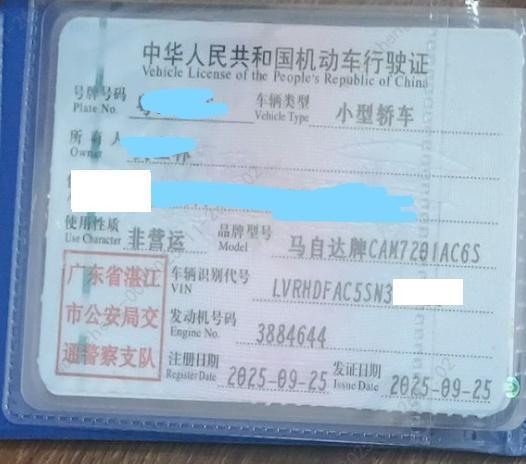 中华人民共和国机动车行驶证
Vehicle License of the People's Republic of China
号牌号码
Plate No.
车辆类型 小型轿车
Vehicle Type
所有人
Owner
使用性质 非营运
Use Character
品牌型号 马自达牌CAM7201AC6S
Model
广东省湛江
市公安局交
通警察支队
车辆识别代号 LVRHDFAC5SN3
VIN
发动机号码 3884644
Engine No.
注册日期 2025-09-25
Register Date
发证日期 2025-09-25
Issue Date